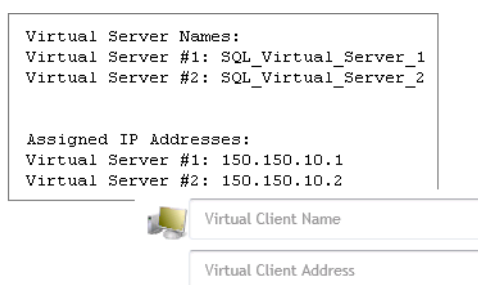 Virtual Server Names:
Virtual Server #1: SQL_Virtual_Server_1
Virtual Server #2: SQL_Virtual_Server_2
Assigned IP Addresses:
Virtual Server #1: 150.150.10.1
Virtual Server #2: 150.150.10.2
Virtual Client Name
Virtual Client Address